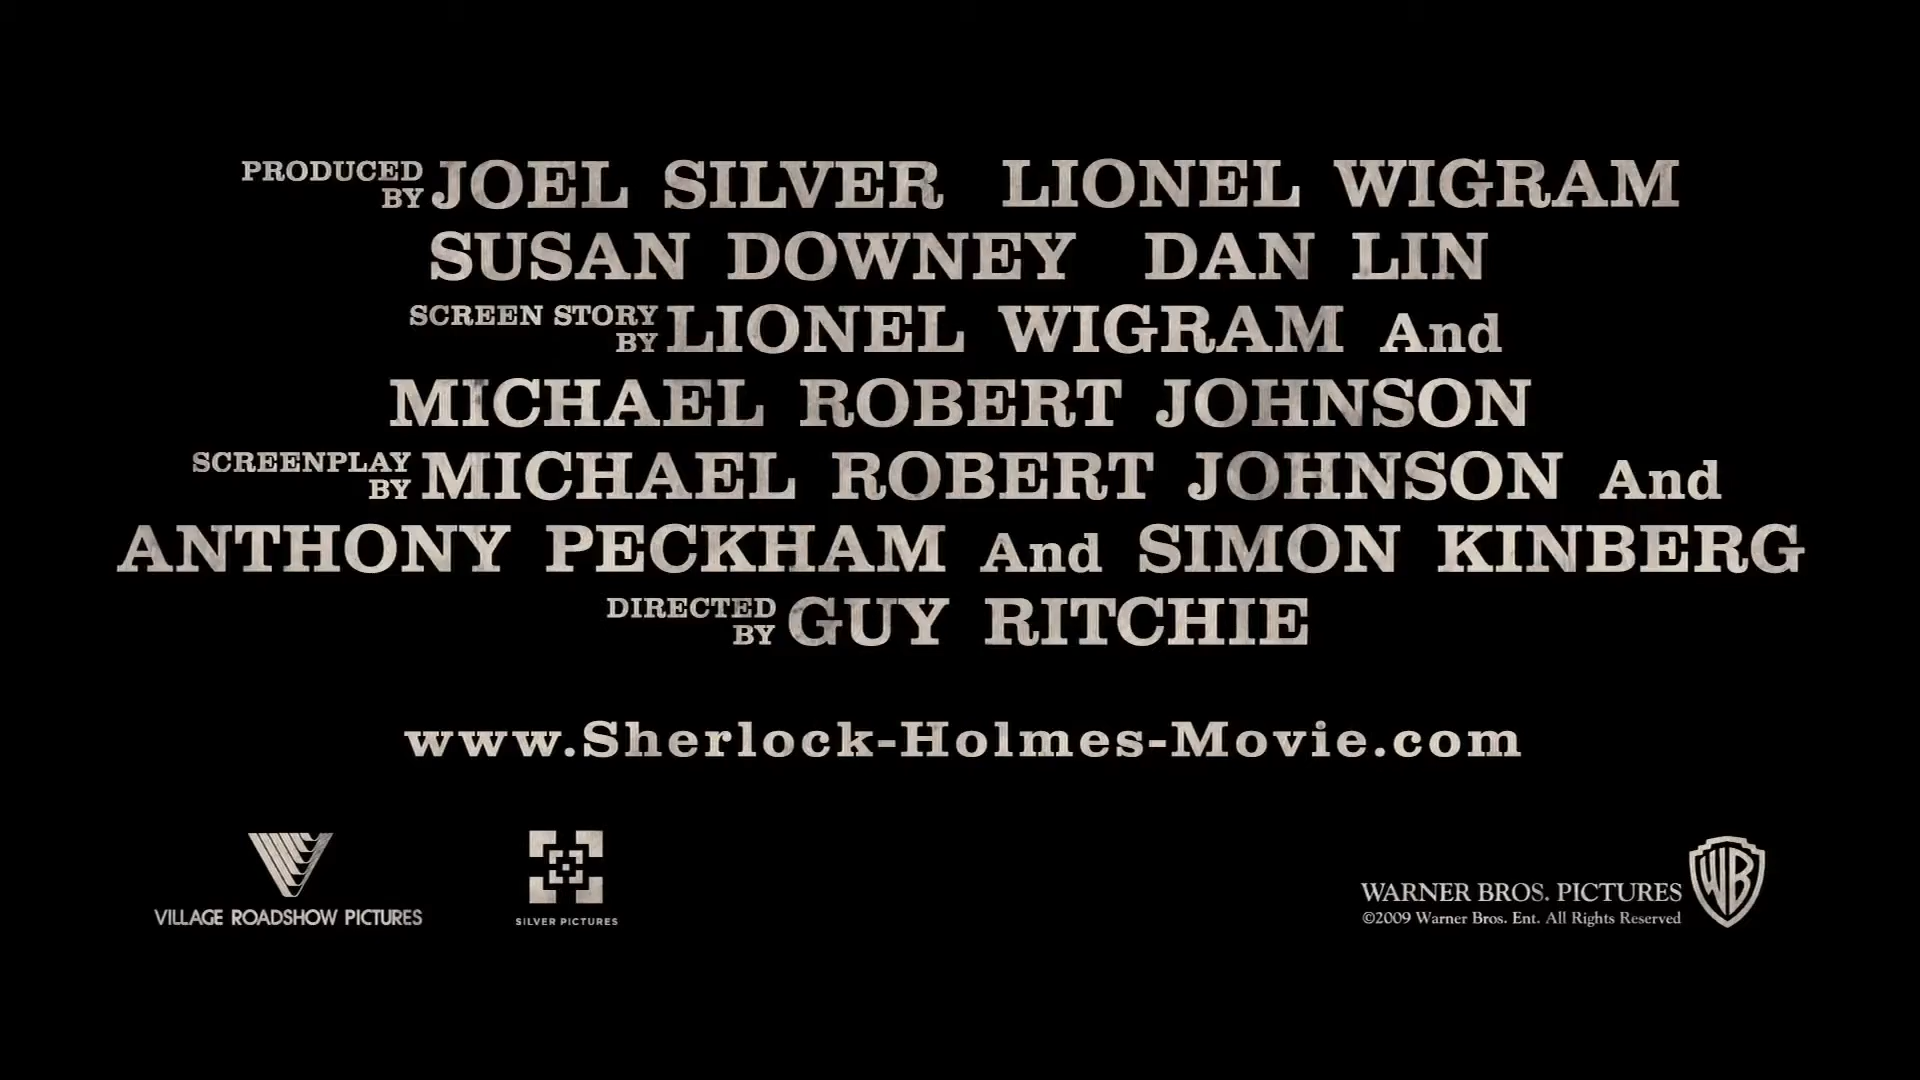 PRODUCED BY JOEL SILVER LIONEL WIGRAM
SUSAN DOWNEY DAN LIN
SCREEN STORY BY LIONEL WIGRAM And
MICHAEL ROBERT JOHNSON
SCREENPLAY BY MICHAEL ROBERT JOHNSON And
ANTHONY PECKHAM And SIMON KINBERG
DIRECTED BY GUY RITCHIE
www.Sherlock-Holmes-Movie.com
VILLAGE ROADSHOW PICTURES
SILVER PICTURES
WARNER BROS. PICTURES
©2009 Warner Bros. Ent. All Rights Reserved
WB